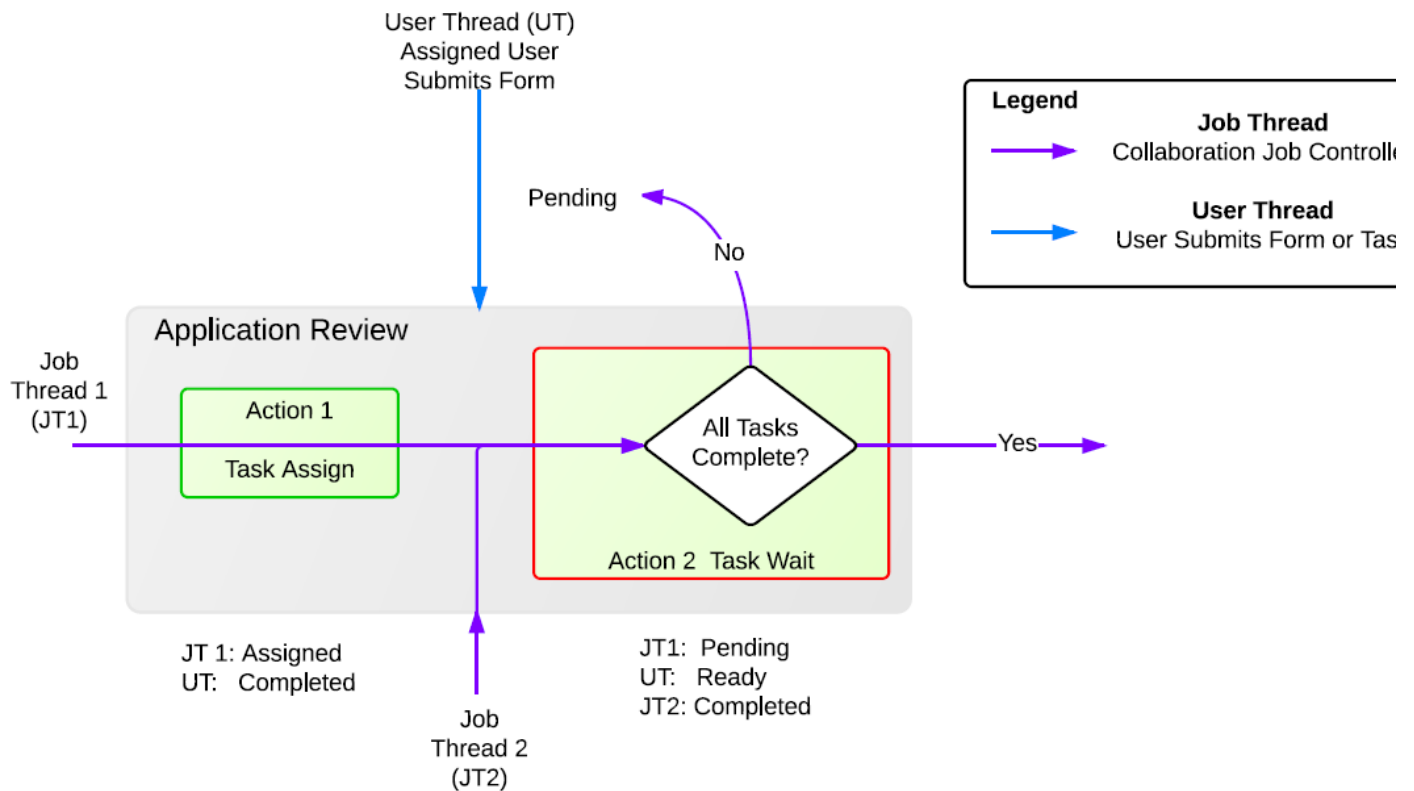 User Thread (UT)
Assigned User
Submits Form
Legend
Job Thread
Collaboration Job
User Thread
User Submits Form or
Pending
No
Application Review
Job
Thread 1
(JT1)
Action 1
Task Assign
All Tasks
Complete?
Yes
Action 2 Task Wait
JT 1: Assigned
UT: Completed
JT1: Pending
UT: Ready
JT2: Completed
Job
Thread 2
(JT2)